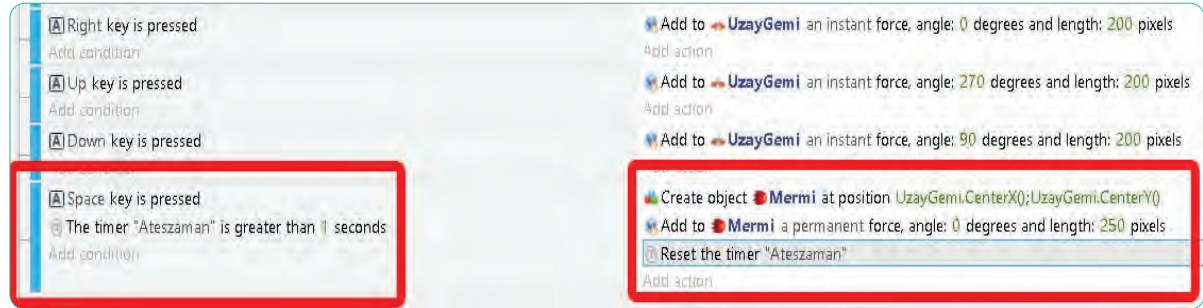 A Right key is pressed
Add to UzayGemi an instant force, angle: 0 degrees and length: 200 pixels
Add condition
Add action
A Up key is pressed
Add to UzayGemi an instant force, angle: 270 degrees and length: 200 pixels
Add condition
Add action
A Down key is pressed
Add to UzayGemi an instant force, angle: 90 degrees and length: 200 pixels
A Space key is pressed
Create object Mermi at position UzayGemi.CenterX();UzayGemi.CenterY()
The timer "Ateszaman" is greater than 1 seconds
Add to Mermi a permanent force, angle: 0 degrees and length: 250 pixels
Add condition
Reset the timer "Ateszaman"
Add action